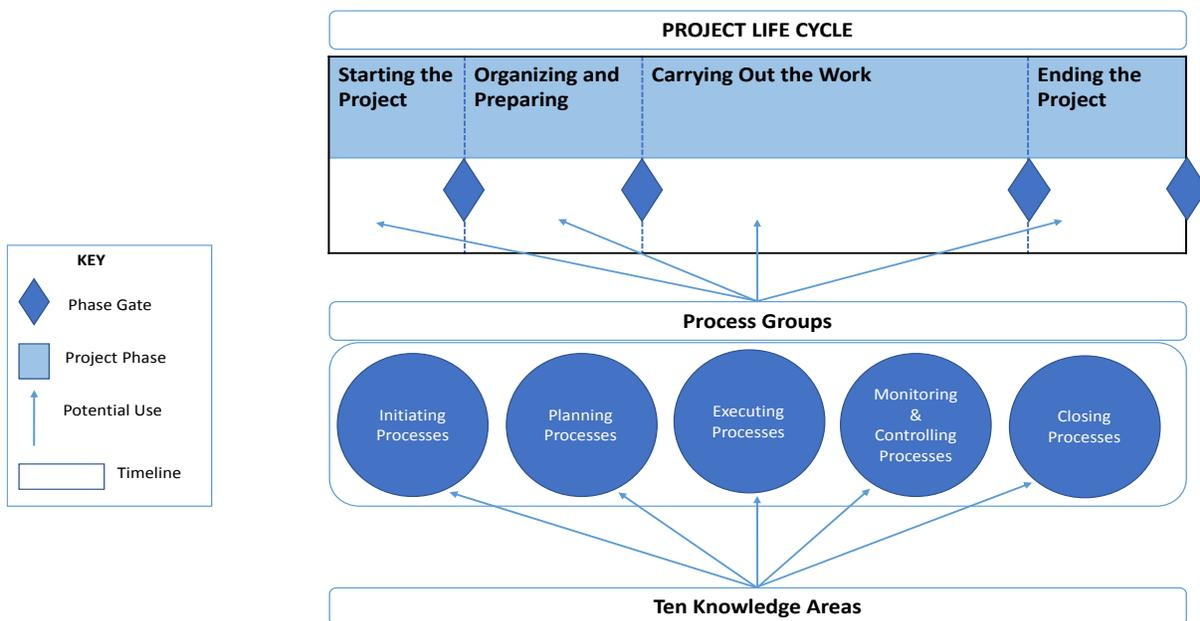 PROJECT LIFE CYCLE
Starting the
Project
Organizing and
Preparing
Carrying Out the Work
Ending the
Project
KEY
Phase Gate
Project Phase
Potential Use
Timeline
Process Groups
Initiating
Processes
Planning
Processes
Executing
Processes
Monitoring
&
Controlling
Processes
Closing
Processes
Ten Knowledge Areas